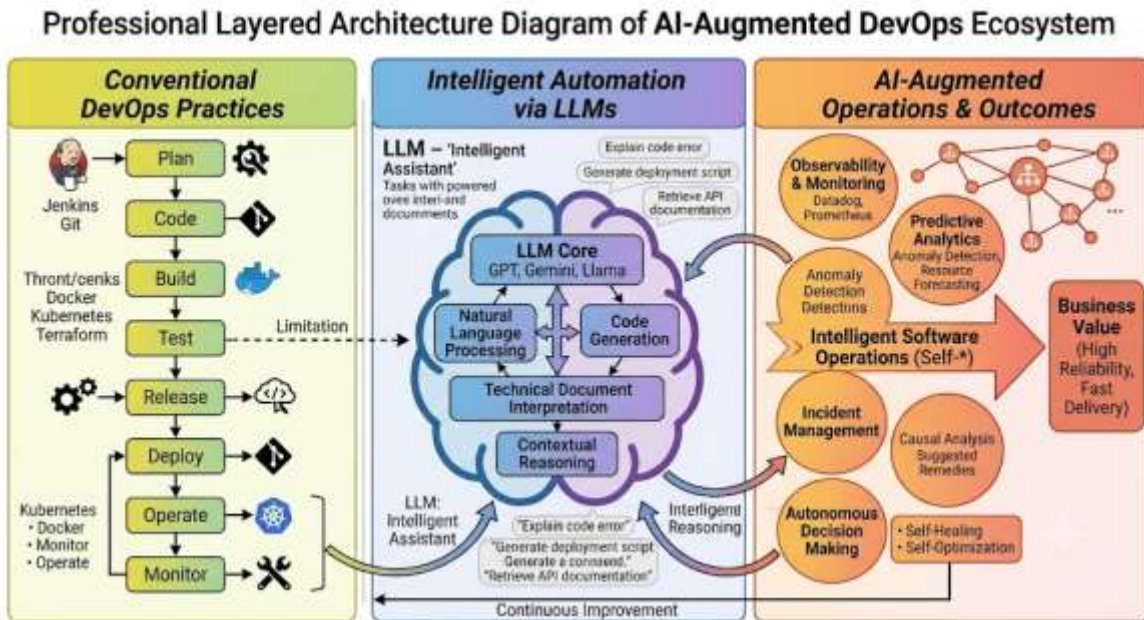 Professional Layered Architecture Diagram of AI-Augmented DevOps Ecosystem
Conventional
DevOps Practices
Plan
Jenkins
Git
Code
Build
Thront/cenks
Docker
Kubernetes
Terraform
Test
Limitation
Release
Deploy
Kubernetes
• Docker
• Monitor
• Operate
Operate
Monitor
Intelligent Automation
via LLMs
LLM – 'Intelligent
Assistant'
Tasks with powered
oves interi-and
documments
Explain code error
Generate deployment script
Retrieve API
documentation
LLM Core
GPT, Gemini, Llama
Natural
Language
Processing
Code
Generation
Technical Document
Interpretation
Contextual
Reasoning
LLM:
Intelligent
Assistant
"Explain code error"
"Generate deployment script
Generate a
"Retrieve API documentation"
Reasoning
AI-Augmented
Operations & Outcomes
Observability
& Monitoring
Datadog,
Prometheus
Predictive
Analytics
Anomaly Detection,
Resource
Forecasting
Anomaly
Detection
Detections
Intelligent Software
Operations (Self-*)
Business
Value
(High
Reliability,
Fast
Delivery)
Incident
Management
Causal Analysis
Suggested
Remedies
Autonomous
Decision
Making
• Self-Healing
• Self-Optimization
Continuous Improvement